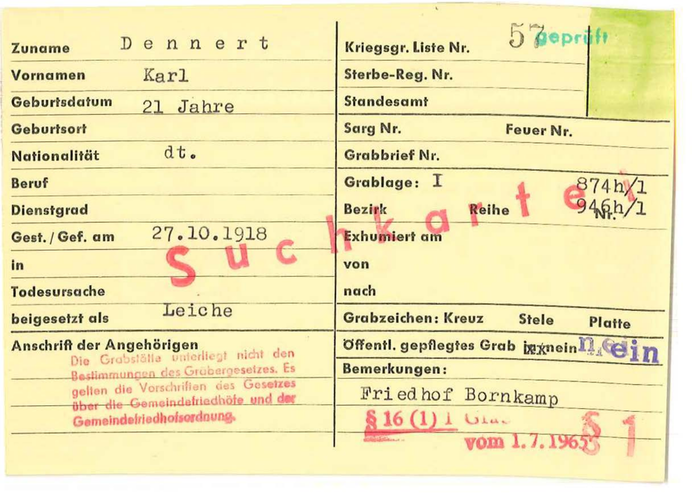 Zuname Dennert
Vornamen Karl
Geburtsdatum 21 Jahre
Geburtsort
Nationalität dt.
Beruf
Dienstgrad
Gest./Gef. am 27.10.1918
in
Todesursache
beigesetzt als Leiche
Anschrift der Angehörigen
Die Grabstätte unterliegt nicht den
Bestimmungen des Gräbergesetzes. Es
gelten die Vorschriften des Gesetzes
über die Gemeindefriedhöfe und der
Gemeindefriedhofsordnung.
Suchkartei
Kriegsgr. Liste Nr. 57 geprüft
Sterbe-Reg. Nr.
Standesamt
Sarg Nr. Feuer Nr.
Grabbrief Nr.
Grablage: I 874h/1
Bezirk Reihe Nr. 946h/1
Exhumiert am
von
nach
Grabzeichen: Kreuz Stele Platte
Öffentl. gepflegtes Grab nein nein
Bemerkungen:
Friedhof Bornkamp
§ 16 (1) 1
vom 1.7.1965
§ 1